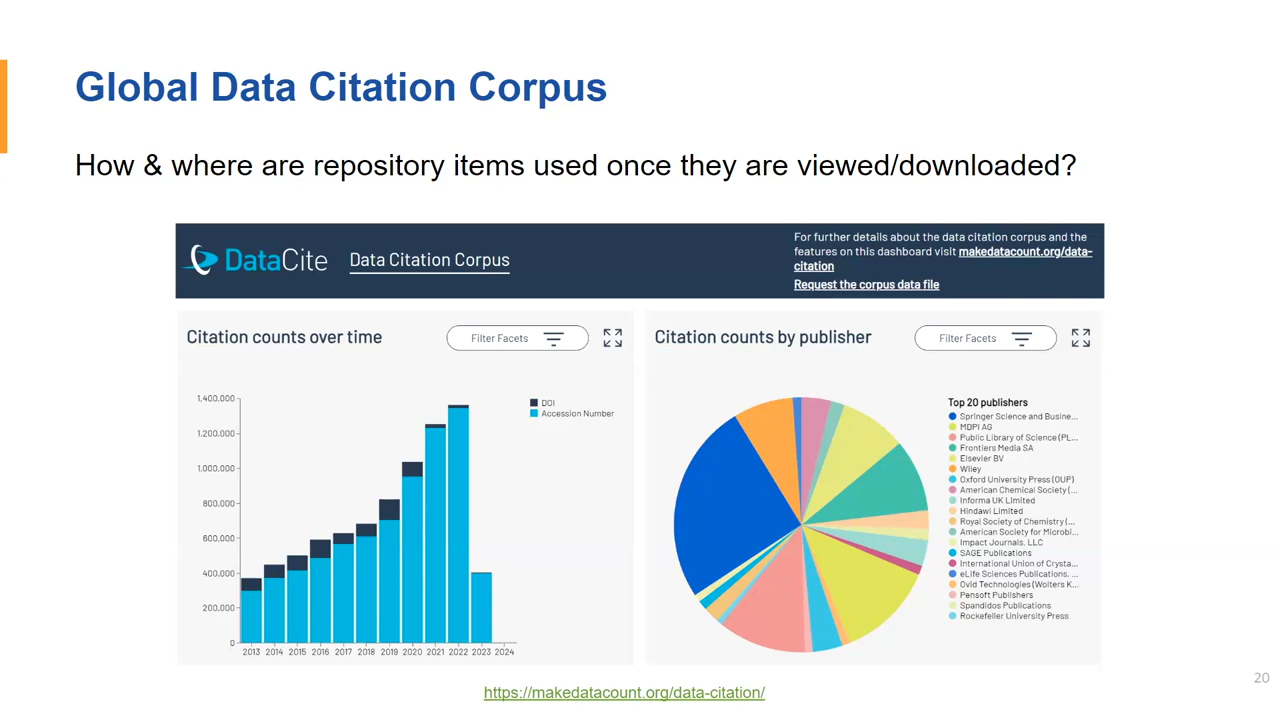 Global Data Citation Corpus
How & where are repository items used once they are viewed/downloaded?
DataCite
Data Citation Corpus
For further details about the data citation corpus and the
features on this dashboard visit makedatacount.org/data-
citation
Request the corpus data file
Citation counts over time
Filter Facets
1,400,000
1,200,000
1,000,000
800,000
600,000
400,000
200,000
0
2013 2014 2015 2016 2017 2018 2019 2020 2021 2022 2023 2024
DOI
Accession Number
Citation counts by publisher
Filter Facets
Top 20 publishers
Springer Science and Busine...
MDPI AG
Public Library of Science (PL...
Frontiers Media SA
Elsevier BV
Wiley
Oxford University Press (OUP)
American Chemical Society (...
Informa UK Limited
Hindawi Limited
Royal Society of Chemistry (...
American Society for Microbi...
Impact Journals, LLC
SAGE Publications
International Union of Crysta...
eLife Sciences Publications, ...
Ovid Technologies (Wolters K...
Pensoft Publishers
Spandidos Publications
Rockefeller University Press
https://makedatacount.org/data-citation/
20